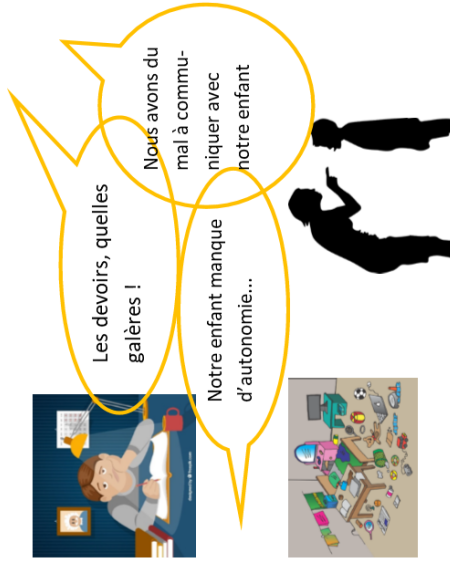 Les devoirs, quelles
galères !
Nous avons du
mal à commu-
niquer avec
notre enfant
Notre enfant manque
d'autonomie...